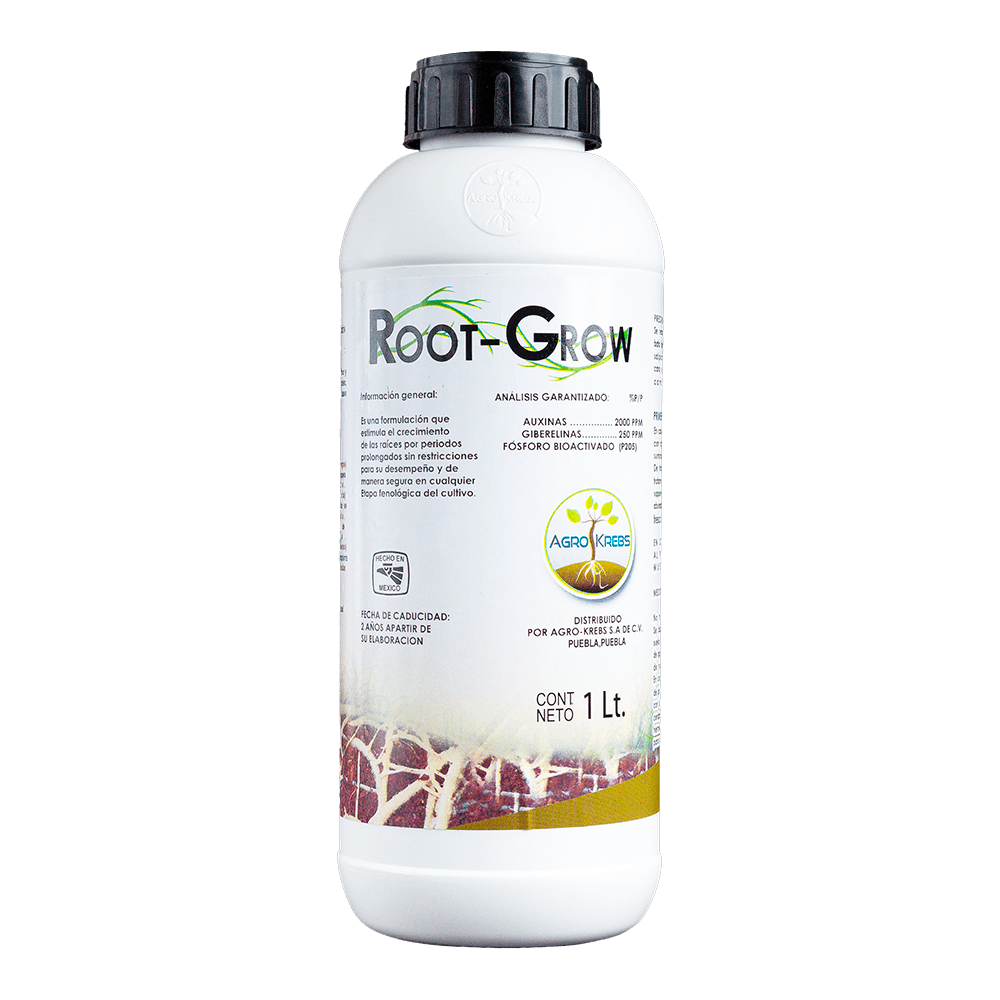 AGRO KREBS
ROOT-GROW
Información general:
Es una formulación que
estimula el crecimiento
de las raíces por periodos
prolongados sin restricciones
para su desempeño y de
manera segura en cualquier
Etapa fenológica del cultivo.
ANÁLISIS GARANTIZADO: %P/P
AUXINAS ............... 2000 PPM
GIBERELINAS............ 250 PPM
FÓSFORO BIOACTIVADO (P205)
AGRO KREBS
HECHO EN
MEXICO
FECHA DE CADUCIDAD:
2 AÑOS APARTIR DE
SU ELABORACION
DISTRIBUIDO
POR AGRO-KREBS S.A DE C.V.
PUEBLA,PUEBLA
CONT
NETO 1 Lt.